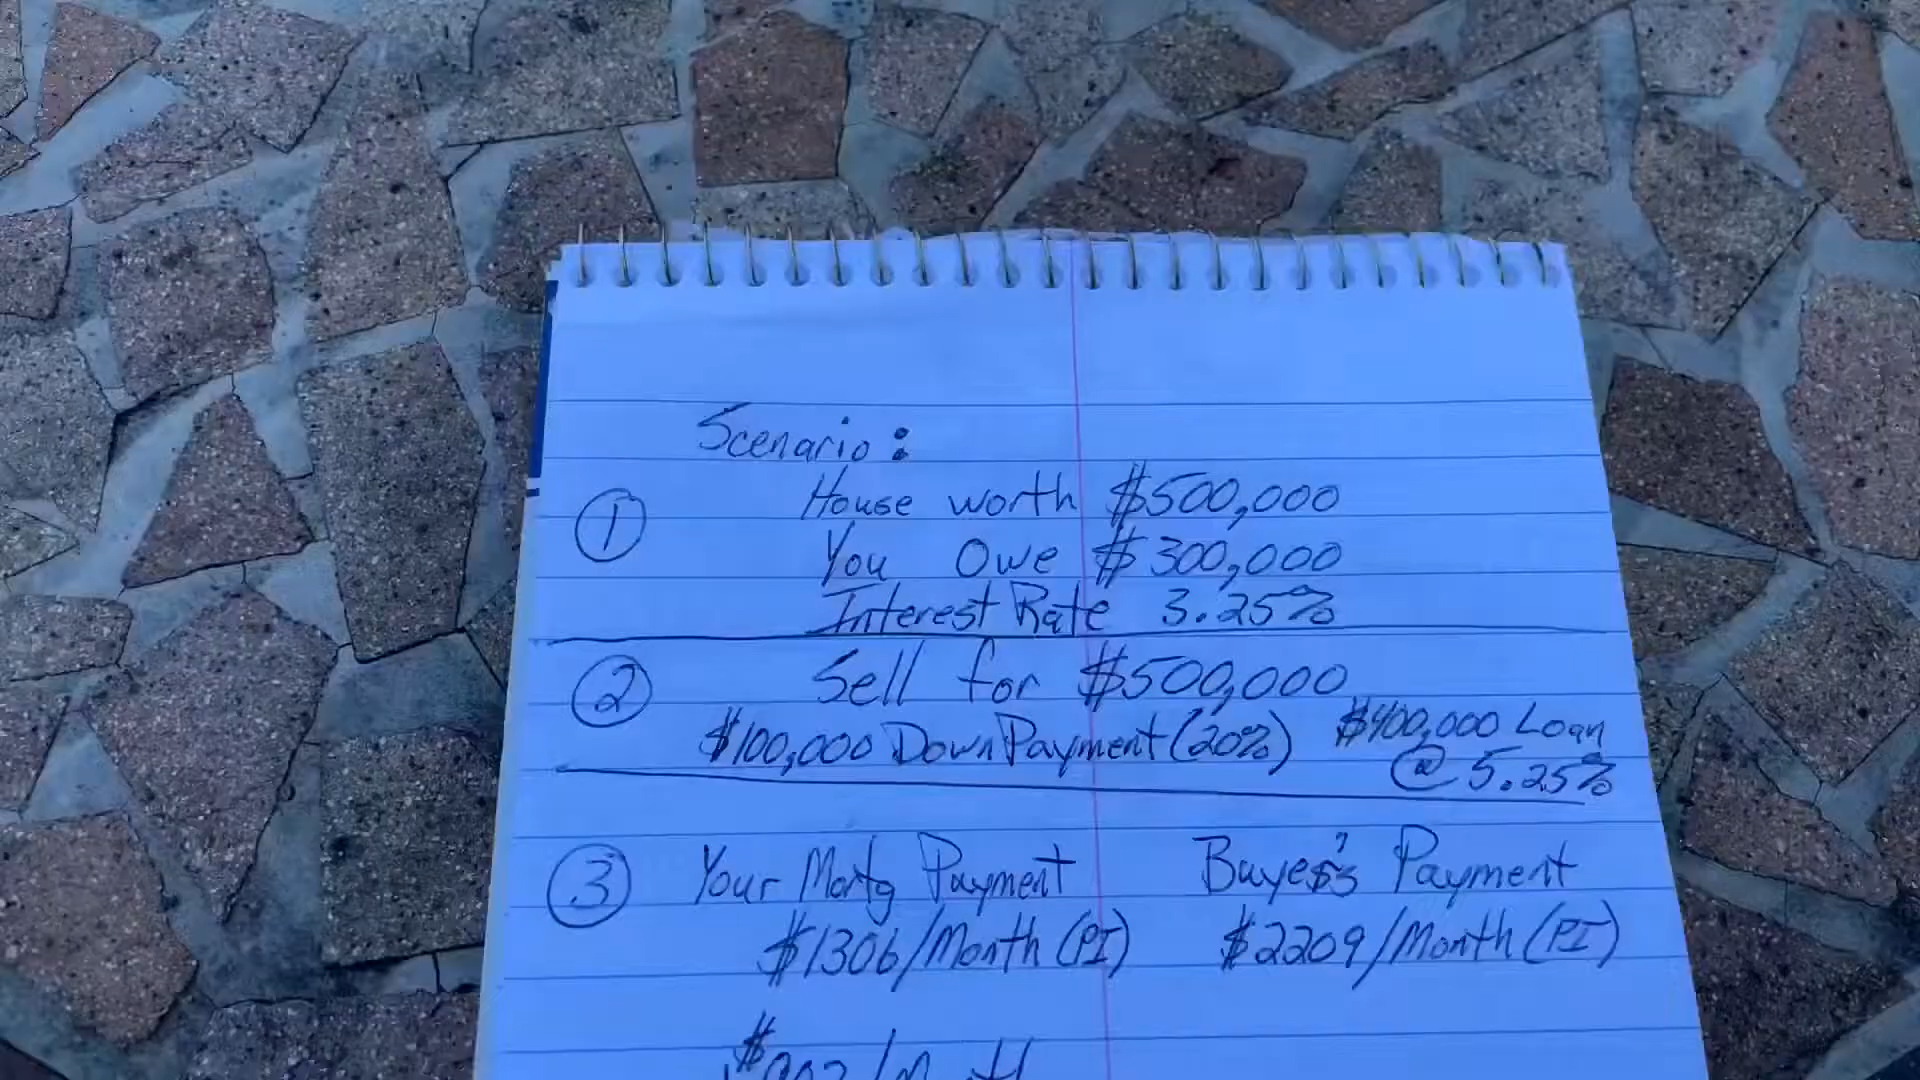 Scenario:
① House worth $500,000
You Owe $300,000
Interest Rate 3.25%
② Sell for $500,000
$100,000 Down Payment (20%) $400,000 Loan
@ 5.25%
③ Your Mortg Payment Buyer's Payment
$1306/Month (PI) $2209/Month (PI)